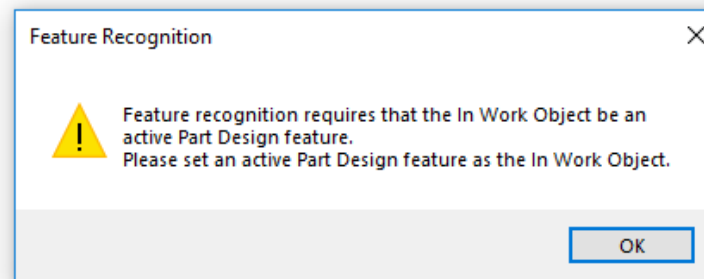 Feature Recognition
Feature recognition requires that the In Work Object be an
active Part Design feature.
Please set an active Part Design feature as the In Work Object.
OK